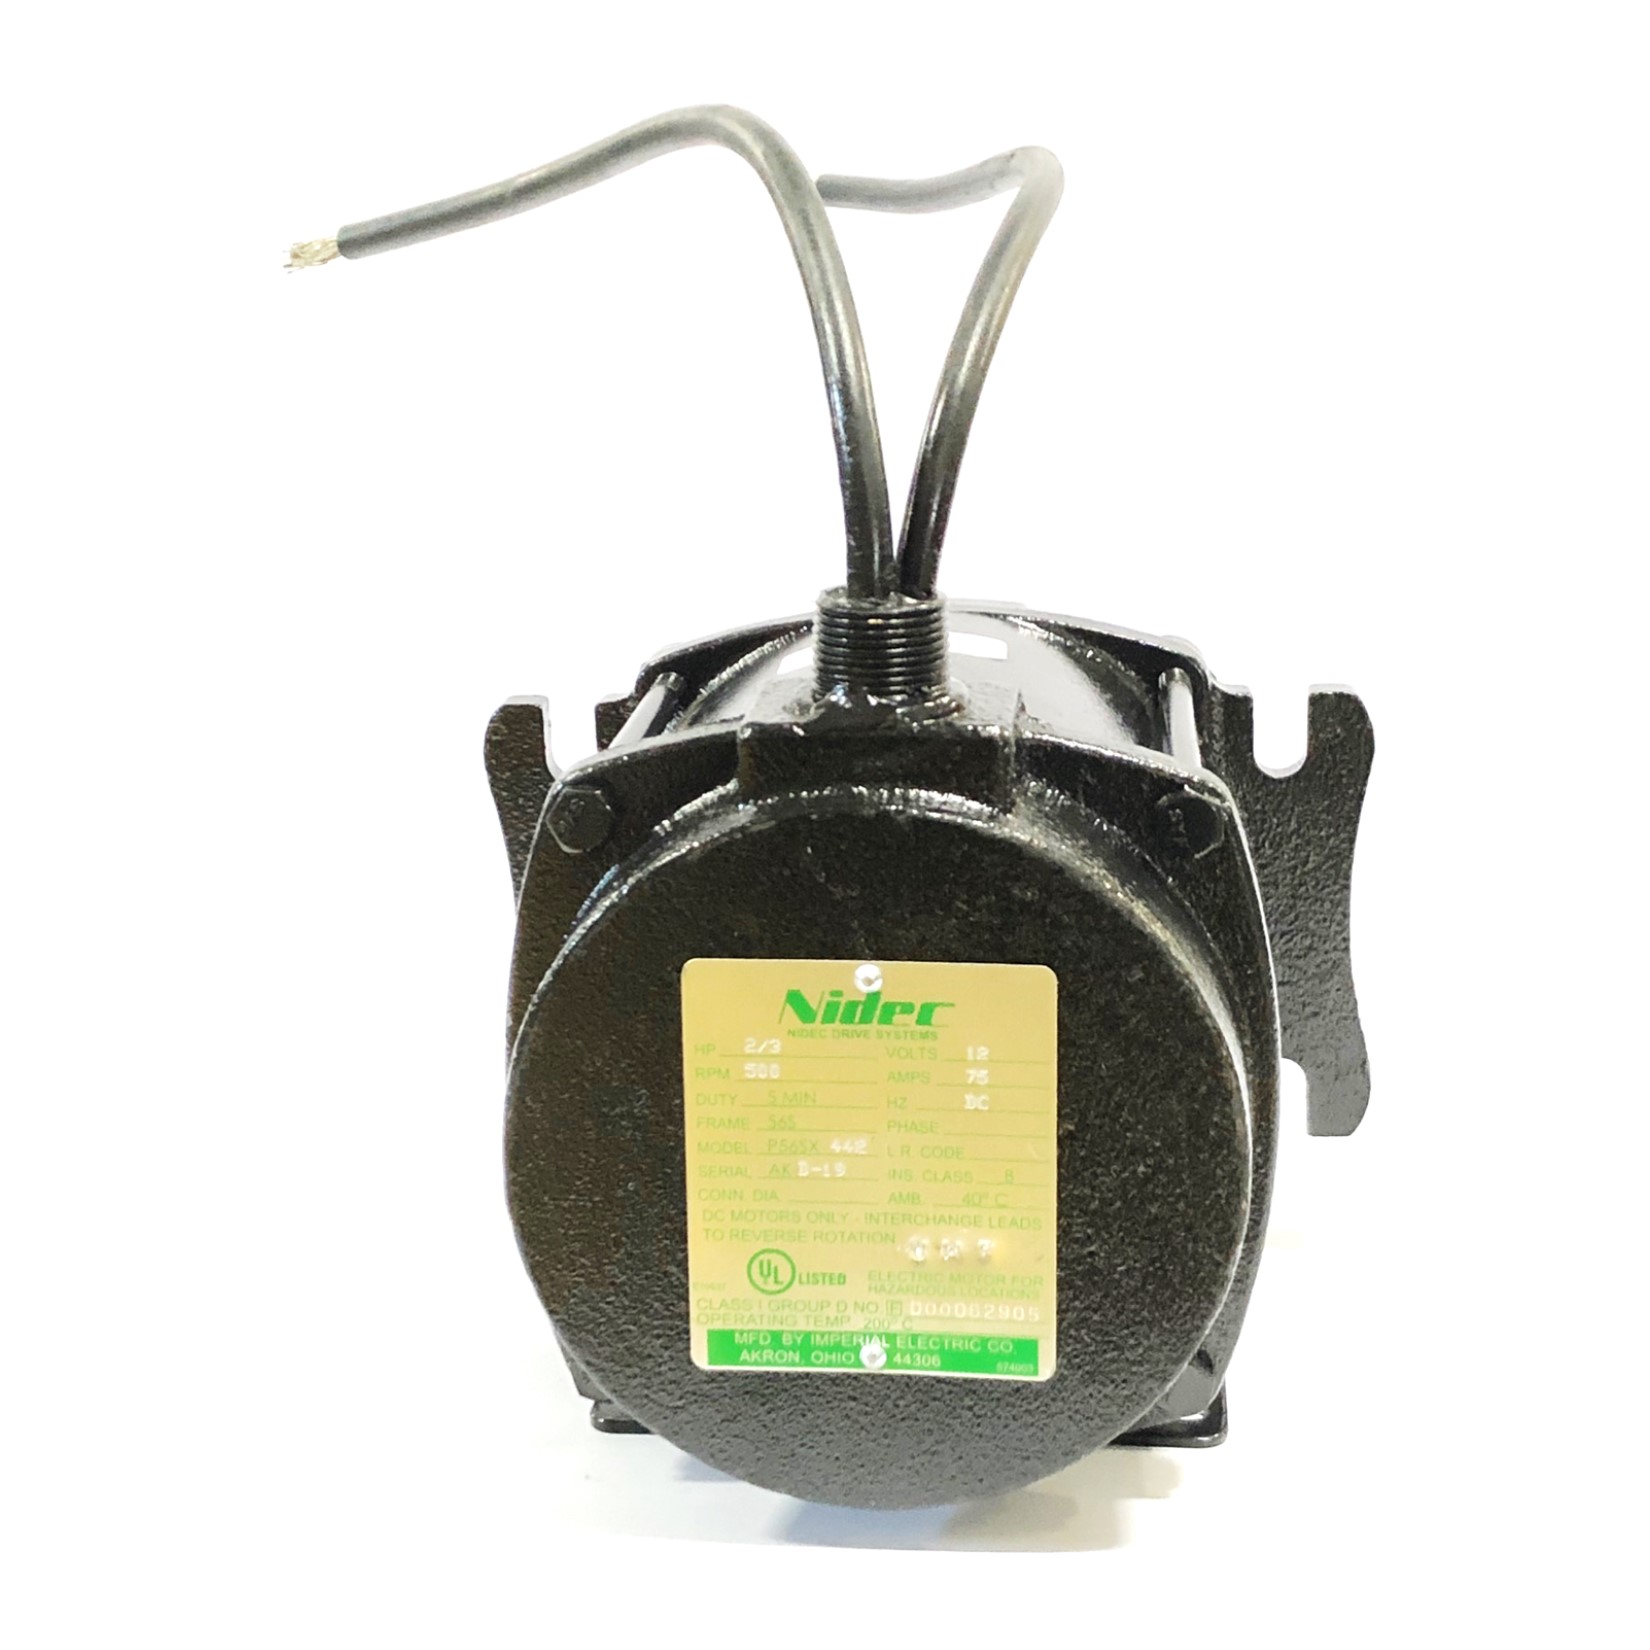 Nidec
NIDEC DRIVE SYSTEMS
HP 2/3 VOLTS 12
RPM 500 AMPS 75
DUTY 5 MIN HZ DC
FRAME 56S PHASE
MODEL P56SX 442 L.R. CODE
SERIAL AK D-19 INS. CLASS B
CONN. DIA. AMB. 40° C
DC MOTORS ONLY - INTERCHANGE LEADS
TO REVERSE ROTATION
UL LISTED ELECTRIC MOTOR FOR
HAZARDOUS LOCATIONS
CLASS I GROUP D NO. E D00062905
OPERATING TEMP. 200° C
MFD. BY IMPERIAL ELECTRIC CO.
AKRON, OHIO 44306 674003